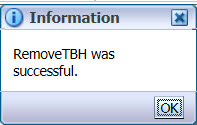 Information
RemoveTBH was
successful.
OK